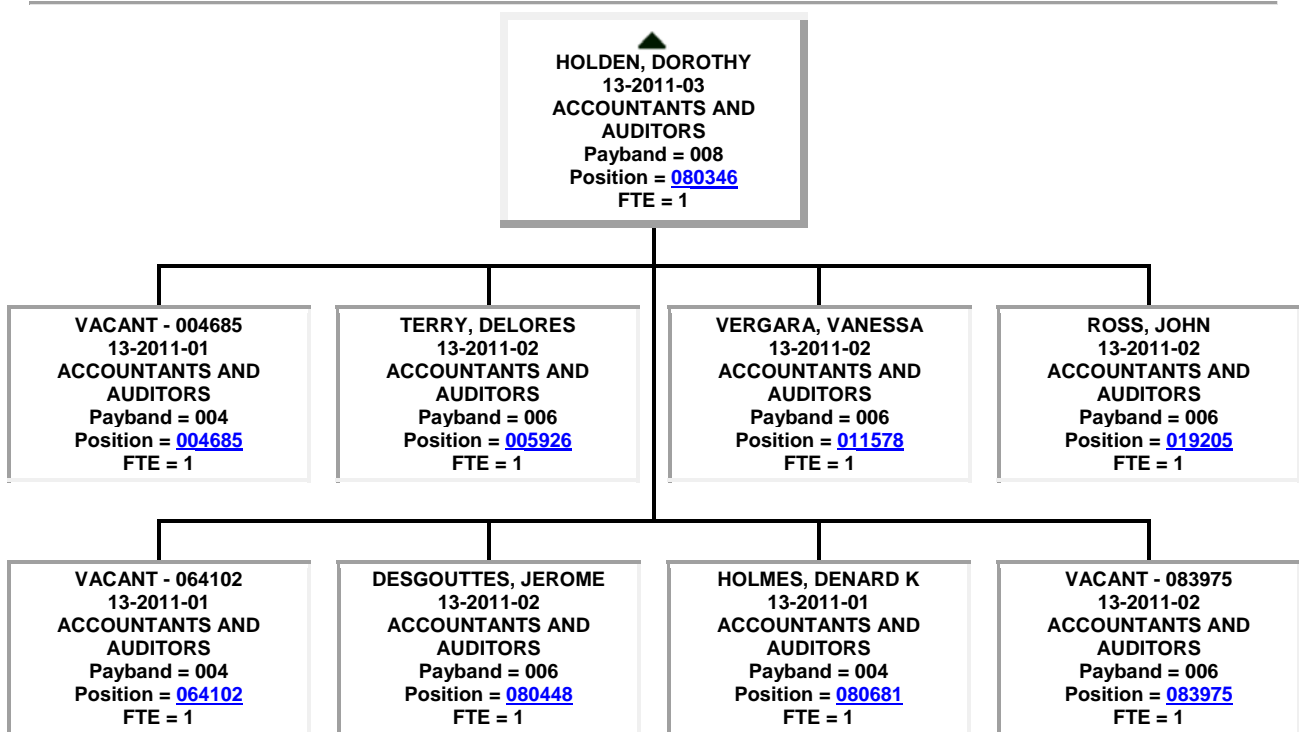 HOLDEN, DOROTHY
13-2011-03
ACCOUNTANTS AND
AUDITORS
Payband = 008
Position = 080346
FTE = 1
VACANT - 004685
13-2011-01
ACCOUNTANTS AND
AUDITORS
Payband = 004
Position = 004685
FTE = 1
TERRY, DELORES
13-2011-02
ACCOUNTANTS AND
AUDITORS
Payband = 006
Position = 005926
FTE = 1
VERGARA, VANESSA
13-2011-02
ACCOUNTANTS AND
AUDITORS
Payband = 006
Position = 011578
FTE = 1
ROSS, JOHN
13-2011-02
ACCOUNTANTS AND
AUDITORS
Payband = 006
Position = 019205
FTE = 1
VACANT - 064102
13-2011-01
ACCOUNTANTS AND
AUDITORS
Payband = 004
Position = 064102
FTE = 1
DESGOUTTES, JEROME
13-2011-02
ACCOUNTANTS AND
AUDITORS
Payband = 006
Position = 080448
FTE = 1
HOLMES, DENARD K
13-2011-01
ACCOUNTANTS AND
AUDITORS
Payband = 004
Position = 080681
FTE = 1
VACANT - 083975
13-2011-02
ACCOUNTANTS AND
AUDITORS
Payband = 006
Position = 083975
FTE = 1